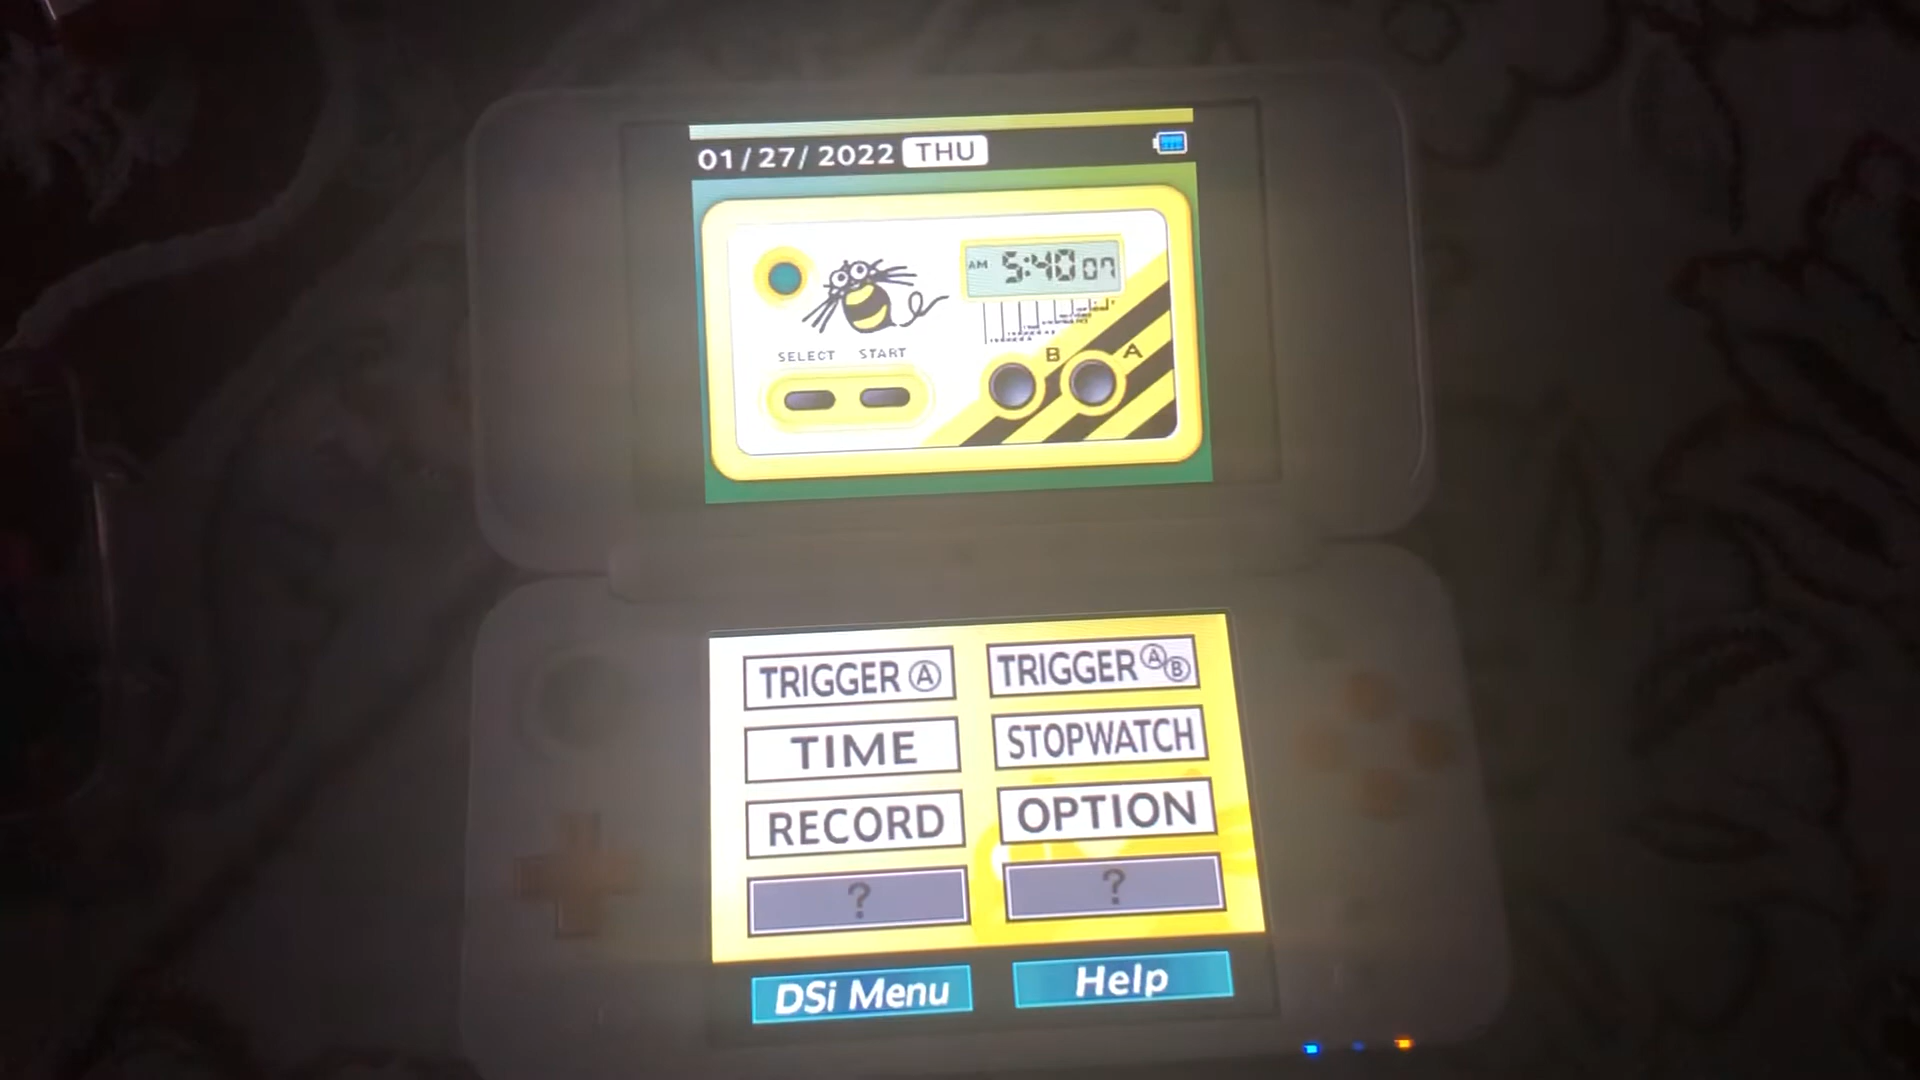 01/27/2022 THU
AM 5:40 07
SELECT START
B A
TRIGGER Ⓐ
TRIGGER ⒶⒷ
TIME
STOPWATCH
RECORD
OPTION
?
?
DSi Menu
Help